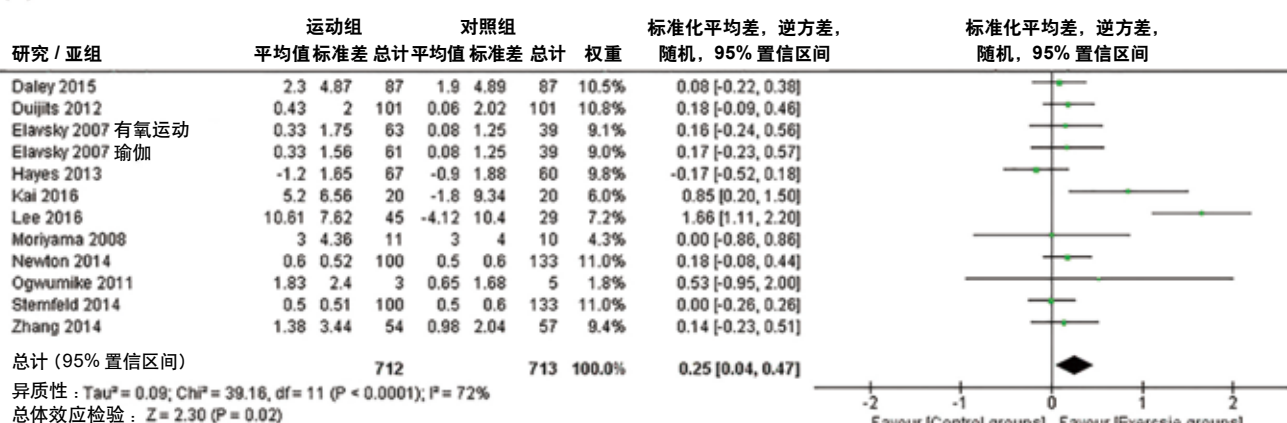 运动组 对照组 标准化平均差，逆方差， 标准化平均差，逆方差，
研究 / 亚组 平均值 标准差 总计 平均值 标准差 总计 权重 随机，95% 置信区间 随机，95% 置信区间
Daley 2015 2.3 4.87 87 1.9 4.89 87 10.5% 0.08 [-0.22, 0.38]
Duijits 2012 0.43 2 101 0.06 2.02 101 10.8% 0.18 [-0.09, 0.46]
Elavsky 2007 有氧运动 0.33 1.75 63 0.08 1.25 39 9.1% 0.16 [-0.24, 0.56]
Elavsky 2007 瑜伽 0.33 1.56 61 0.08 1.25 39 9.0% 0.17 [-0.23, 0.57]
Hayes 2013 -1.2 1.65 67 -0.9 1.88 60 9.8% -0.17 [-0.52, 0.18]
Kai 2016 5.2 6.56 20 -1.8 9.34 20 6.0% 0.85 [0.20, 1.50]
Lee 2016 10.61 7.62 45 -4.12 10.4 29 7.2% 1.66 [1.11, 2.20]
Moriyama 2008 3 4.36 11 3 4 10 4.3% 0.00 [-0.86, 0.86]
Newton 2014 0.6 0.52 100 0.5 0.6 133 11.0% 0.18 [-0.08, 0.44]
Ogwumike 2011 1.83 2.4 3 0.65 1.68 5 1.8% 0.53 [-0.95, 2.00]
Sternfeld 2014 0.5 0.51 100 0.5 0.6 133 11.0% 0.00 [-0.26, 0.26]
Zhang 2014 1.38 3.44 54 0.98 2.04 57 9.4% 0.14 [-0.23, 0.51]
总计 (95% 置信区间) 712 713 100.0% 0.25 [0.04, 0.47]
异质性：Tau² = 0.09; Chi² = 39.16, df = 11 (P < 0.0001); I² = 72%
总体效应检验：Z = 2.30 (P = 0.02)
-2 -1 0 1 2
Favour [Control groups] Favour [Exercsie groups]